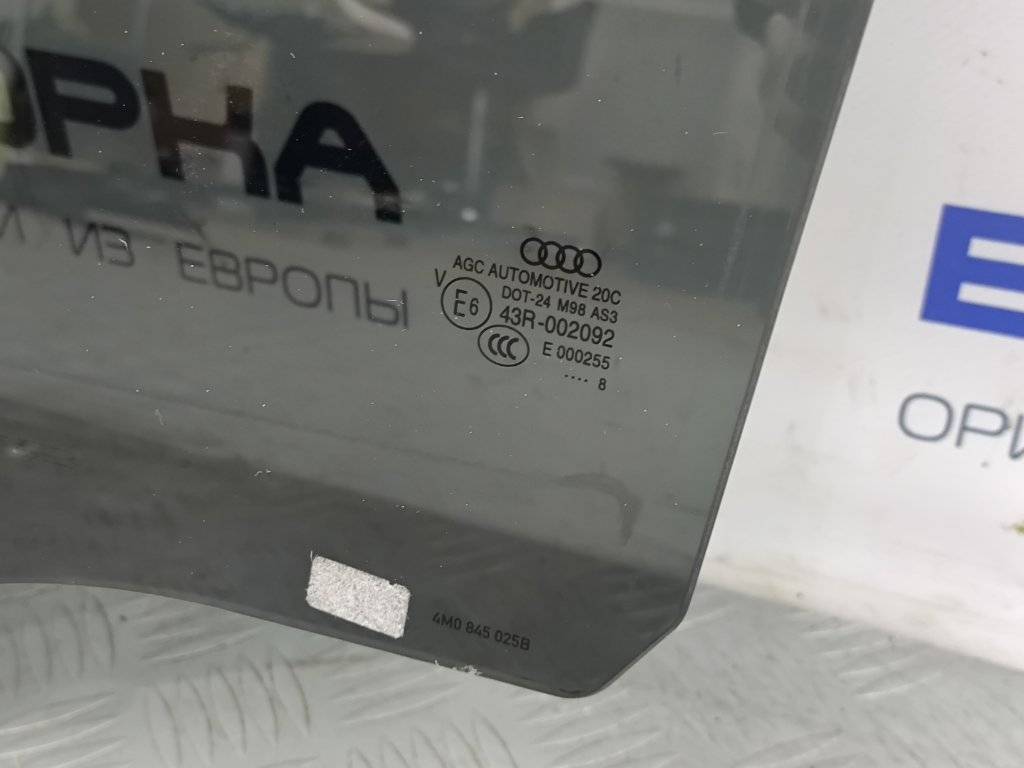 ОРНА
ИЗ ЕВРОПЫ
AGC AUTOMOTIVE 20C
V
DOT-24 M98 AS3
E6
43R-002092
CCC
E 000255
.... 8
ОРИ
4M0 845 025B